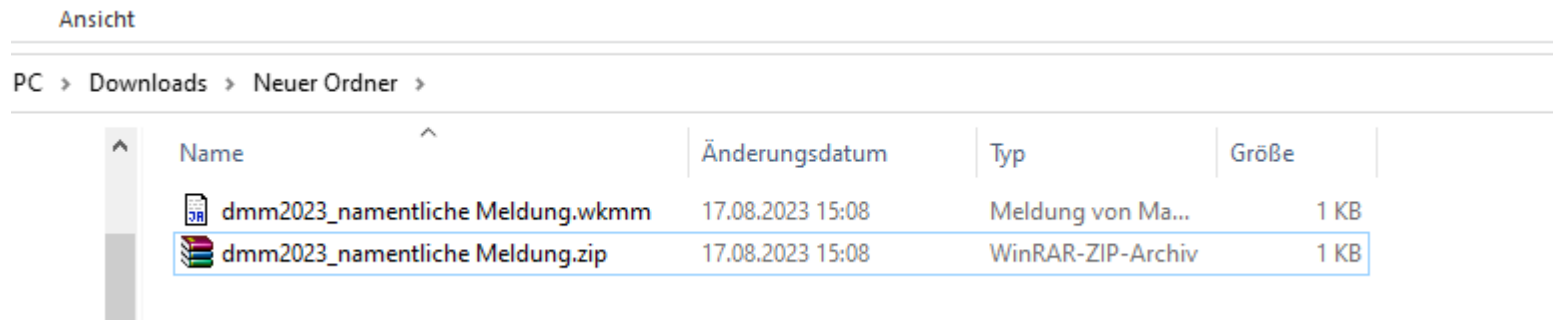 Ansicht
PC > Downloads > Neuer Ordner >
Name Änderungsdatum Typ Größe
dmm2023_namentliche Meldung.wkmm 17.08.2023 15:08 Meldung von Ma... 1 KB
dmm2023_namentliche Meldung.zip 17.08.2023 15:08 WinRAR-ZIP-Archiv 1 KB